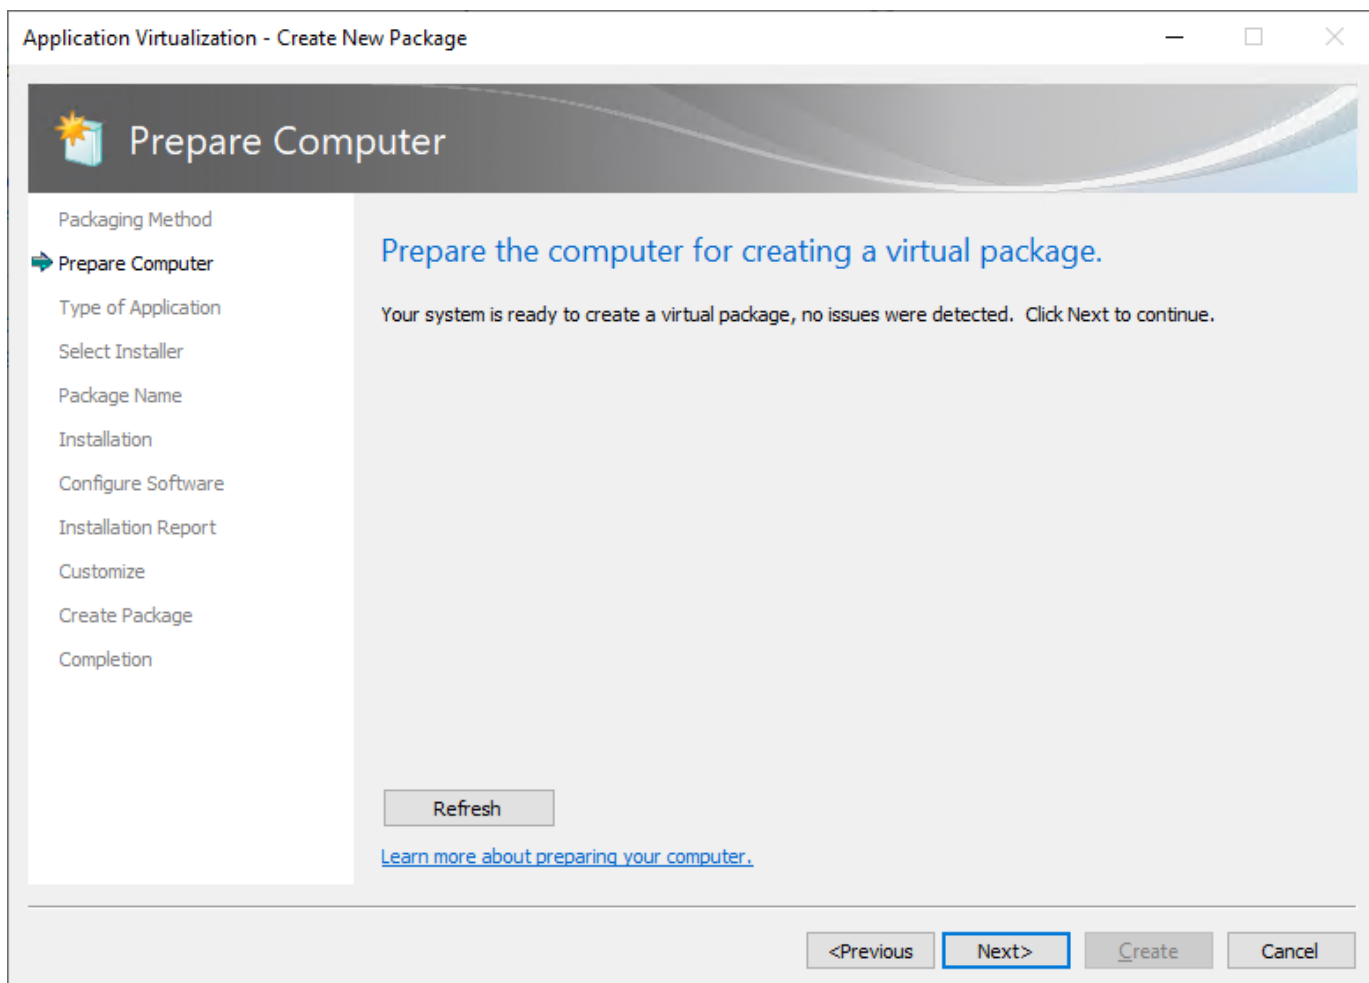 Application Virtualization - Create New Package
Prepare Computer
Packaging Method
Prepare Computer
Type of Application
Select Installer
Package Name
Installation
Configure Software
Installation Report
Customize
Create Package
Completion
Prepare the computer for creating a virtual package.
Your system is ready to create a virtual package, no issues were detected.  Click Next to continue.
Refresh
Learn more about preparing your computer.
<Previous
Next>
Create
Cancel